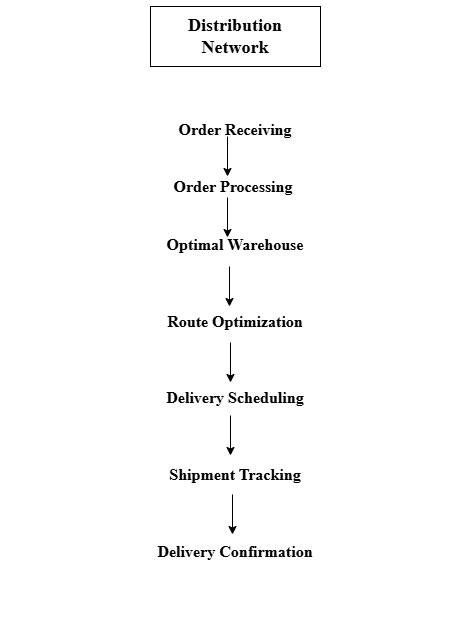 Distribution
Network
Order Receiving
Order Processing
Optimal Warehouse
Route Optimization
Delivery Scheduling
Shipment Tracking
Delivery Confirmation